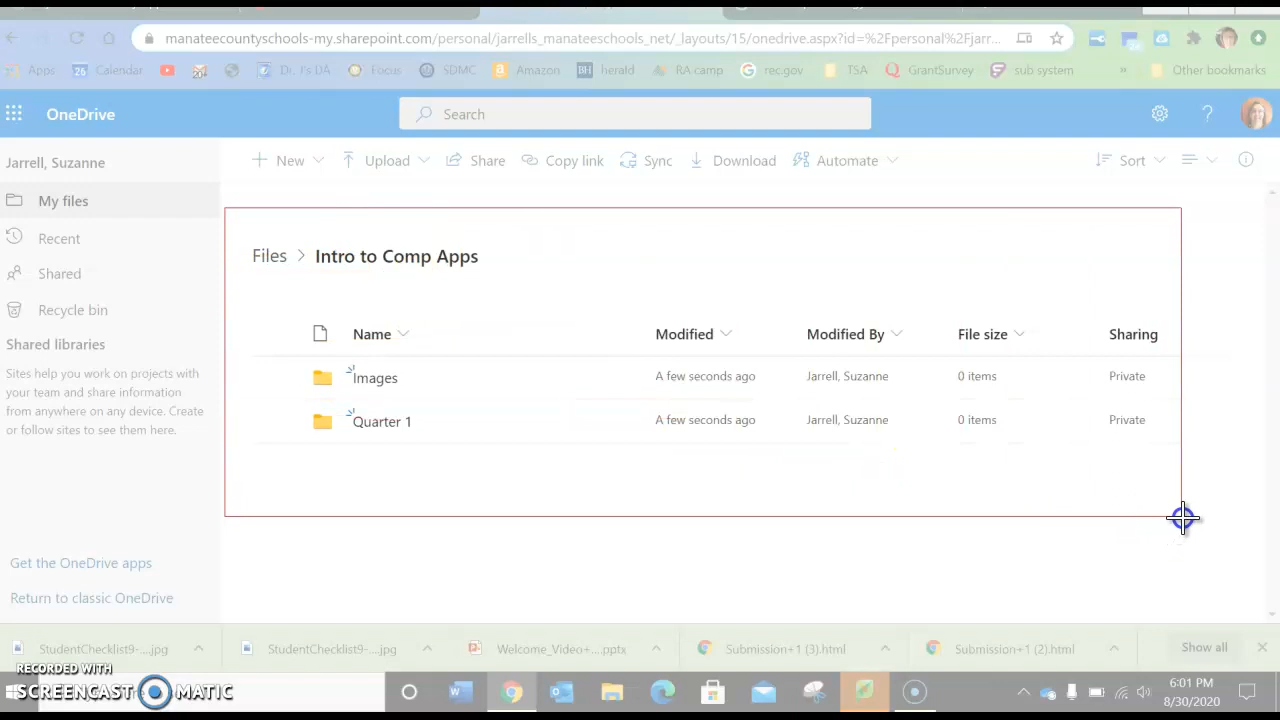 manateecountyschools-my.sharepoint.com/personal/jarrells_manateeschools_net/_layouts/15/onedrive.aspx?id=%2Fpersonal%2Fjarr...
Apps Calendar Dr. J's DA Focus SDMC Amazon BH herald RA camp rec.gov TSA GrantSurvey sub system » Other bookmarks
OneDrive Search ?
Jarrell, Suzanne New Upload Share Copy link Sync Download Automate Sort
My files
Recent
Shared
Recycle bin
Shared libraries
Sites help you work on projects with
your team and share information
from anywhere on any device. Create
or follow sites to see them here.
Get the OneDrive apps
Return to classic OneDrive
Files > Intro to Comp Apps
Name Modified Modified By File size Sharing
Images A few seconds ago Jarrell, Suzanne 0 items Private
Quarter 1 A few seconds ago Jarrell, Suzanne 0 items Private
StudentChecklist9-....jpg StudentChecklist9-....jpg Welcome_Video+....pptx Submission+1 (3).html Submission+1 (2).html Show all
RECORDED WITH
SCREENCAST MATIC
6:01 PM
8/30/2020